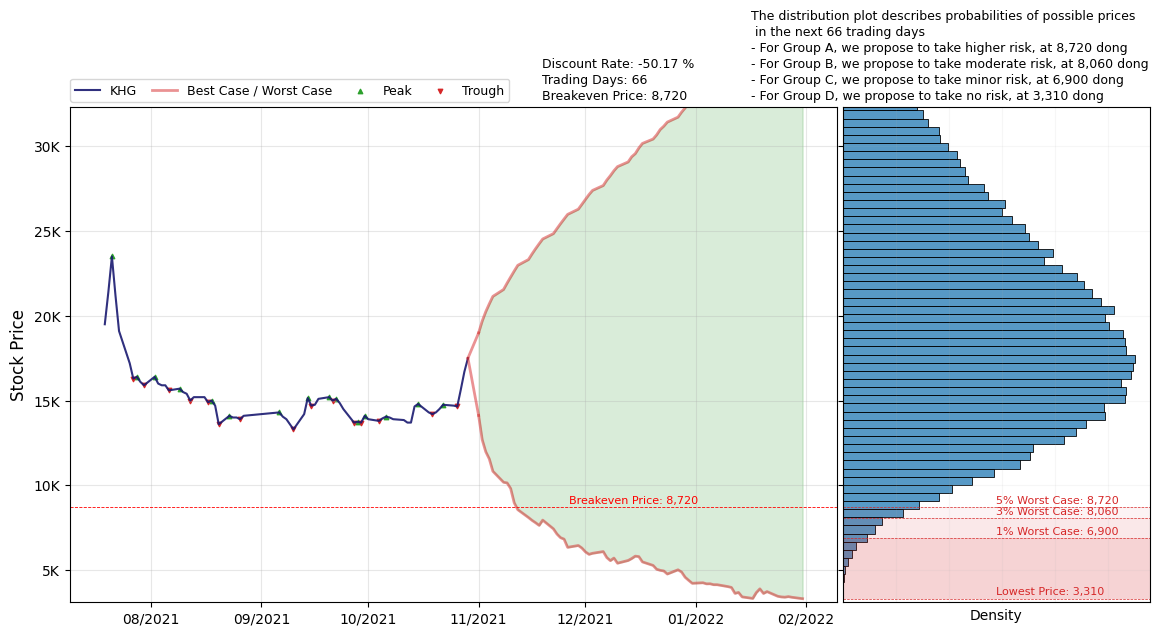 The distribution plot describes probabilities of possible prices
in the next 66 trading days
- For Group A, we propose to take higher risk, at 8,720 dong
- For Group B, we propose to take moderate risk, at 8,060 dong
- For Group C, we propose to take minor risk, at 6,900 dong
- For Group D, we propose to take no risk, at 3,310 dong
Discount Rate: -50.17 %
Trading Days: 66
Breakeven Price: 8,720
KHG
Best Case / Worst Case
Peak
Trough
Stock Price
30K
25K
20K
15K
10K
5K
Breakeven Price: 8,720
08/2021
09/2021
10/2021
11/2021
12/2021
01/2022
02/2022
5% Worst Case: 8,720
3% Worst Case: 8,060
1% Worst Case: 6,900
Lowest Price: 3,310
Density